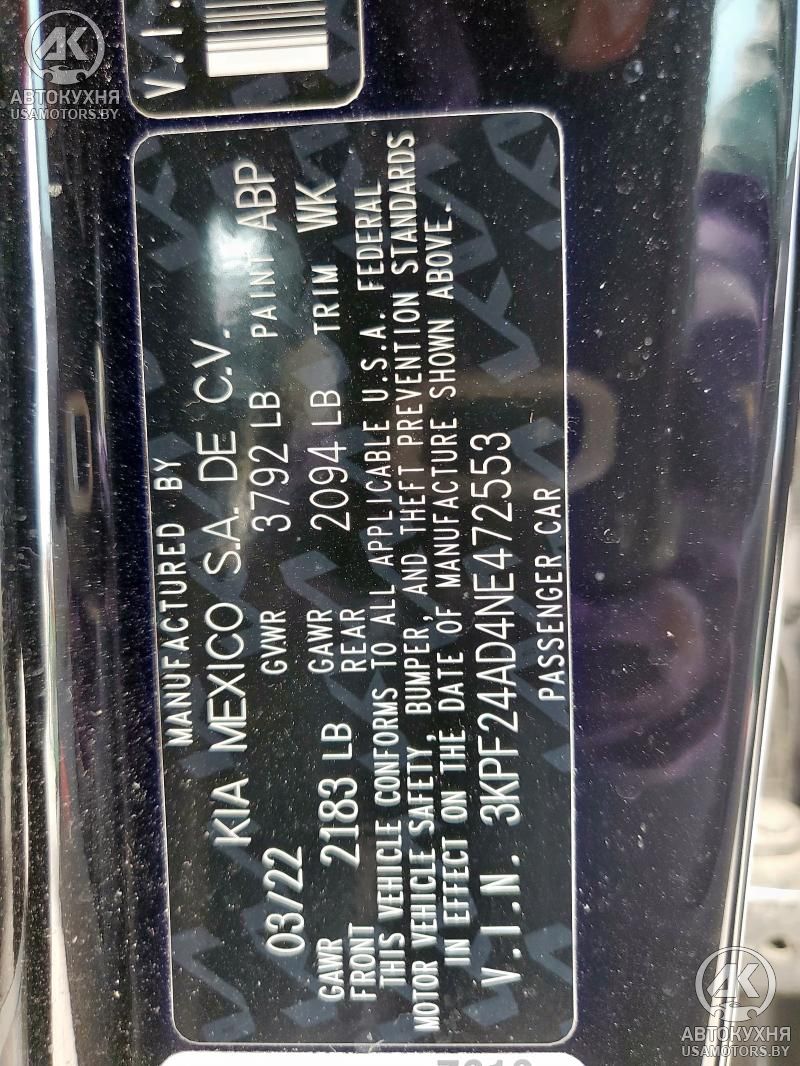 V.I.
MANUFACTURED BY
KIA MEXICO S.A. DE C.V.
03/22 GVWR 3792 LB PAINT ABP
GAWR FRONT 2183 LB GAWR REAR 2094 LB TRIM WK
THIS VEHICLE CONFORMS TO ALL APPLICABLE U.S.A. FEDERAL
MOTOR VEHICLE SAFETY, BUMPER, AND THEFT PREVENTION STANDARDS
IN EFFECT ON THE DATE OF MANUFACTURE SHOWN ABOVE.
V.I.N. 3KPF24AD4NE472553
PASSENGER CAR
AK
АВТОКУХНЯ
USAMOTORS.BY
AK
АВТОКУХНЯ
USAMOTORS.BY